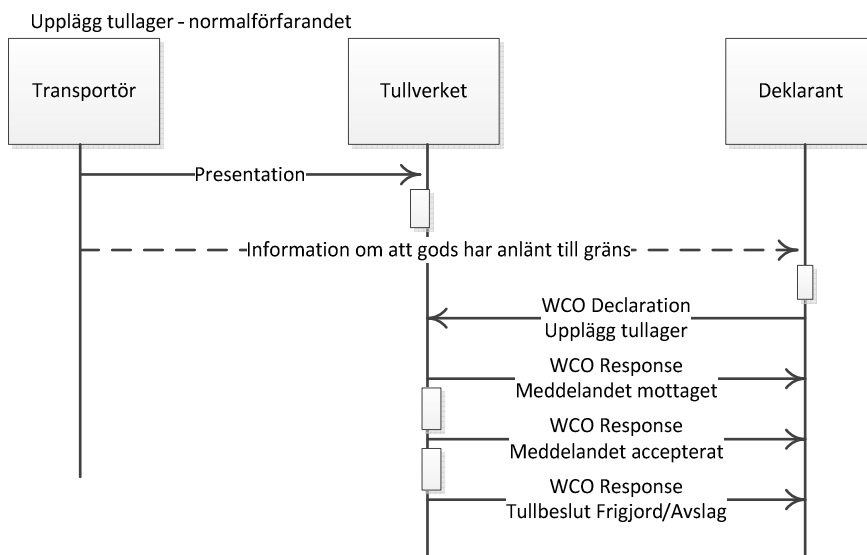 Upplägg tullager - normalförfarandet
Transportör
Tullverket
Deklarant
Presentation
Information om att gods har anlänt till gräns
WCO Declaration
Upplägg tullager
WCO Response
Meddelandet mottaget
WCO Response
Meddelandet accepterat
WCO Response
Tullbeslut Frigjord/Avslag